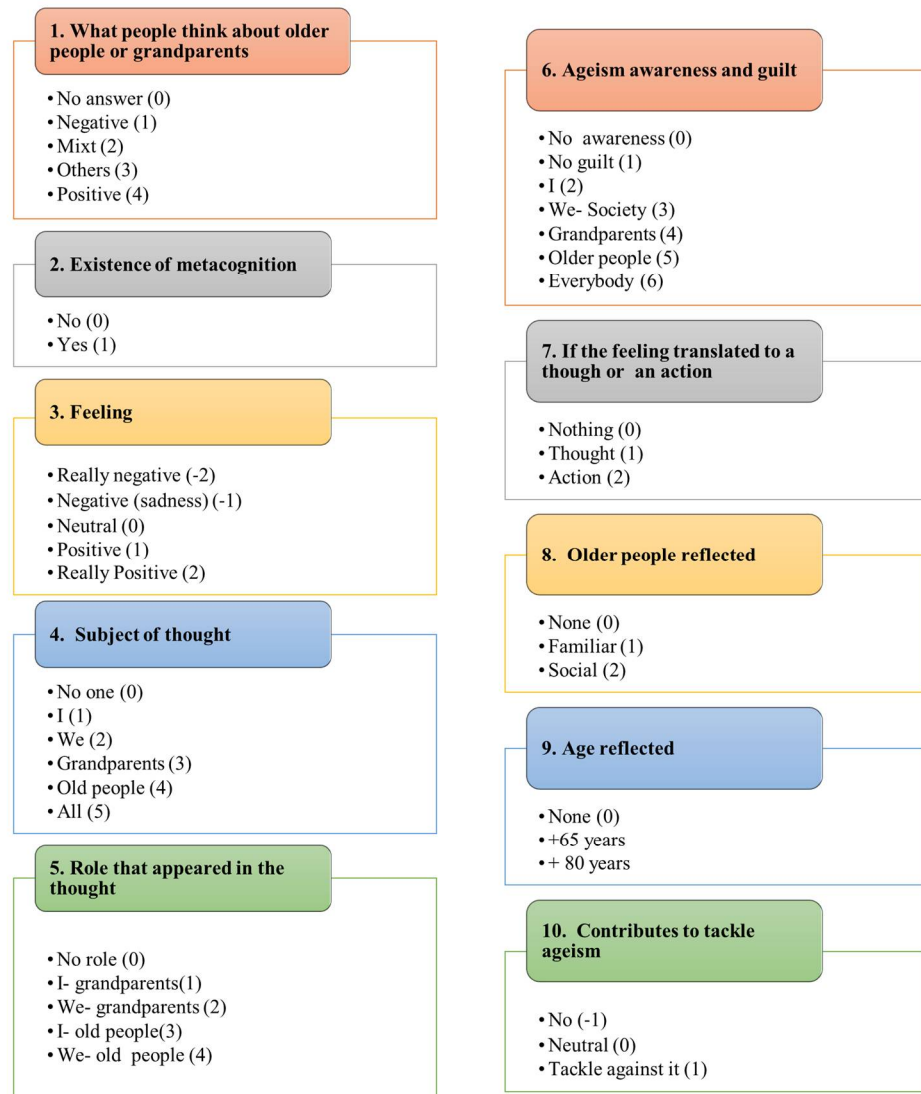 1. What people think about older
people or grandparents
• No answer (0)
• Negative (1)
• Mixt (2)
• Others (3)
• Positive (4)
2. Existence of metacognition
• No (0)
• Yes (1)
3. Feeling
• Really negative (-2)
• Negative (sadness) (-1)
• Neutral (0)
• Positive (1)
• Really Positive (2)
4. Subject of thought
• No one (0)
• I (1)
• We (2)
• Grandparents (3)
• Old people (4)
• All (5)
5. Role that appeared in the
thought
• No role (0)
• I- grandparents(1)
• We- grandparents (2)
• I- old people(3)
• We- old people (4)
6. Ageism awareness and guilt
• No awareness (0)
• No guilt (1)
• I (2)
• We- Society (3)
• Grandparents (4)
• Older people (5)
• Everybody (6)
7. If the feeling translated to a
though or an action
• Nothing (0)
• Thought (1)
• Action (2)
8. Older people reflected
• None (0)
• Familiar (1)
• Social (2)
9. Age reflected
• None (0)
• +65 years
• + 80 years
10. Contributes to tackle
ageism
• No (-1)
• Neutral (0)
• Tackle against it (1)